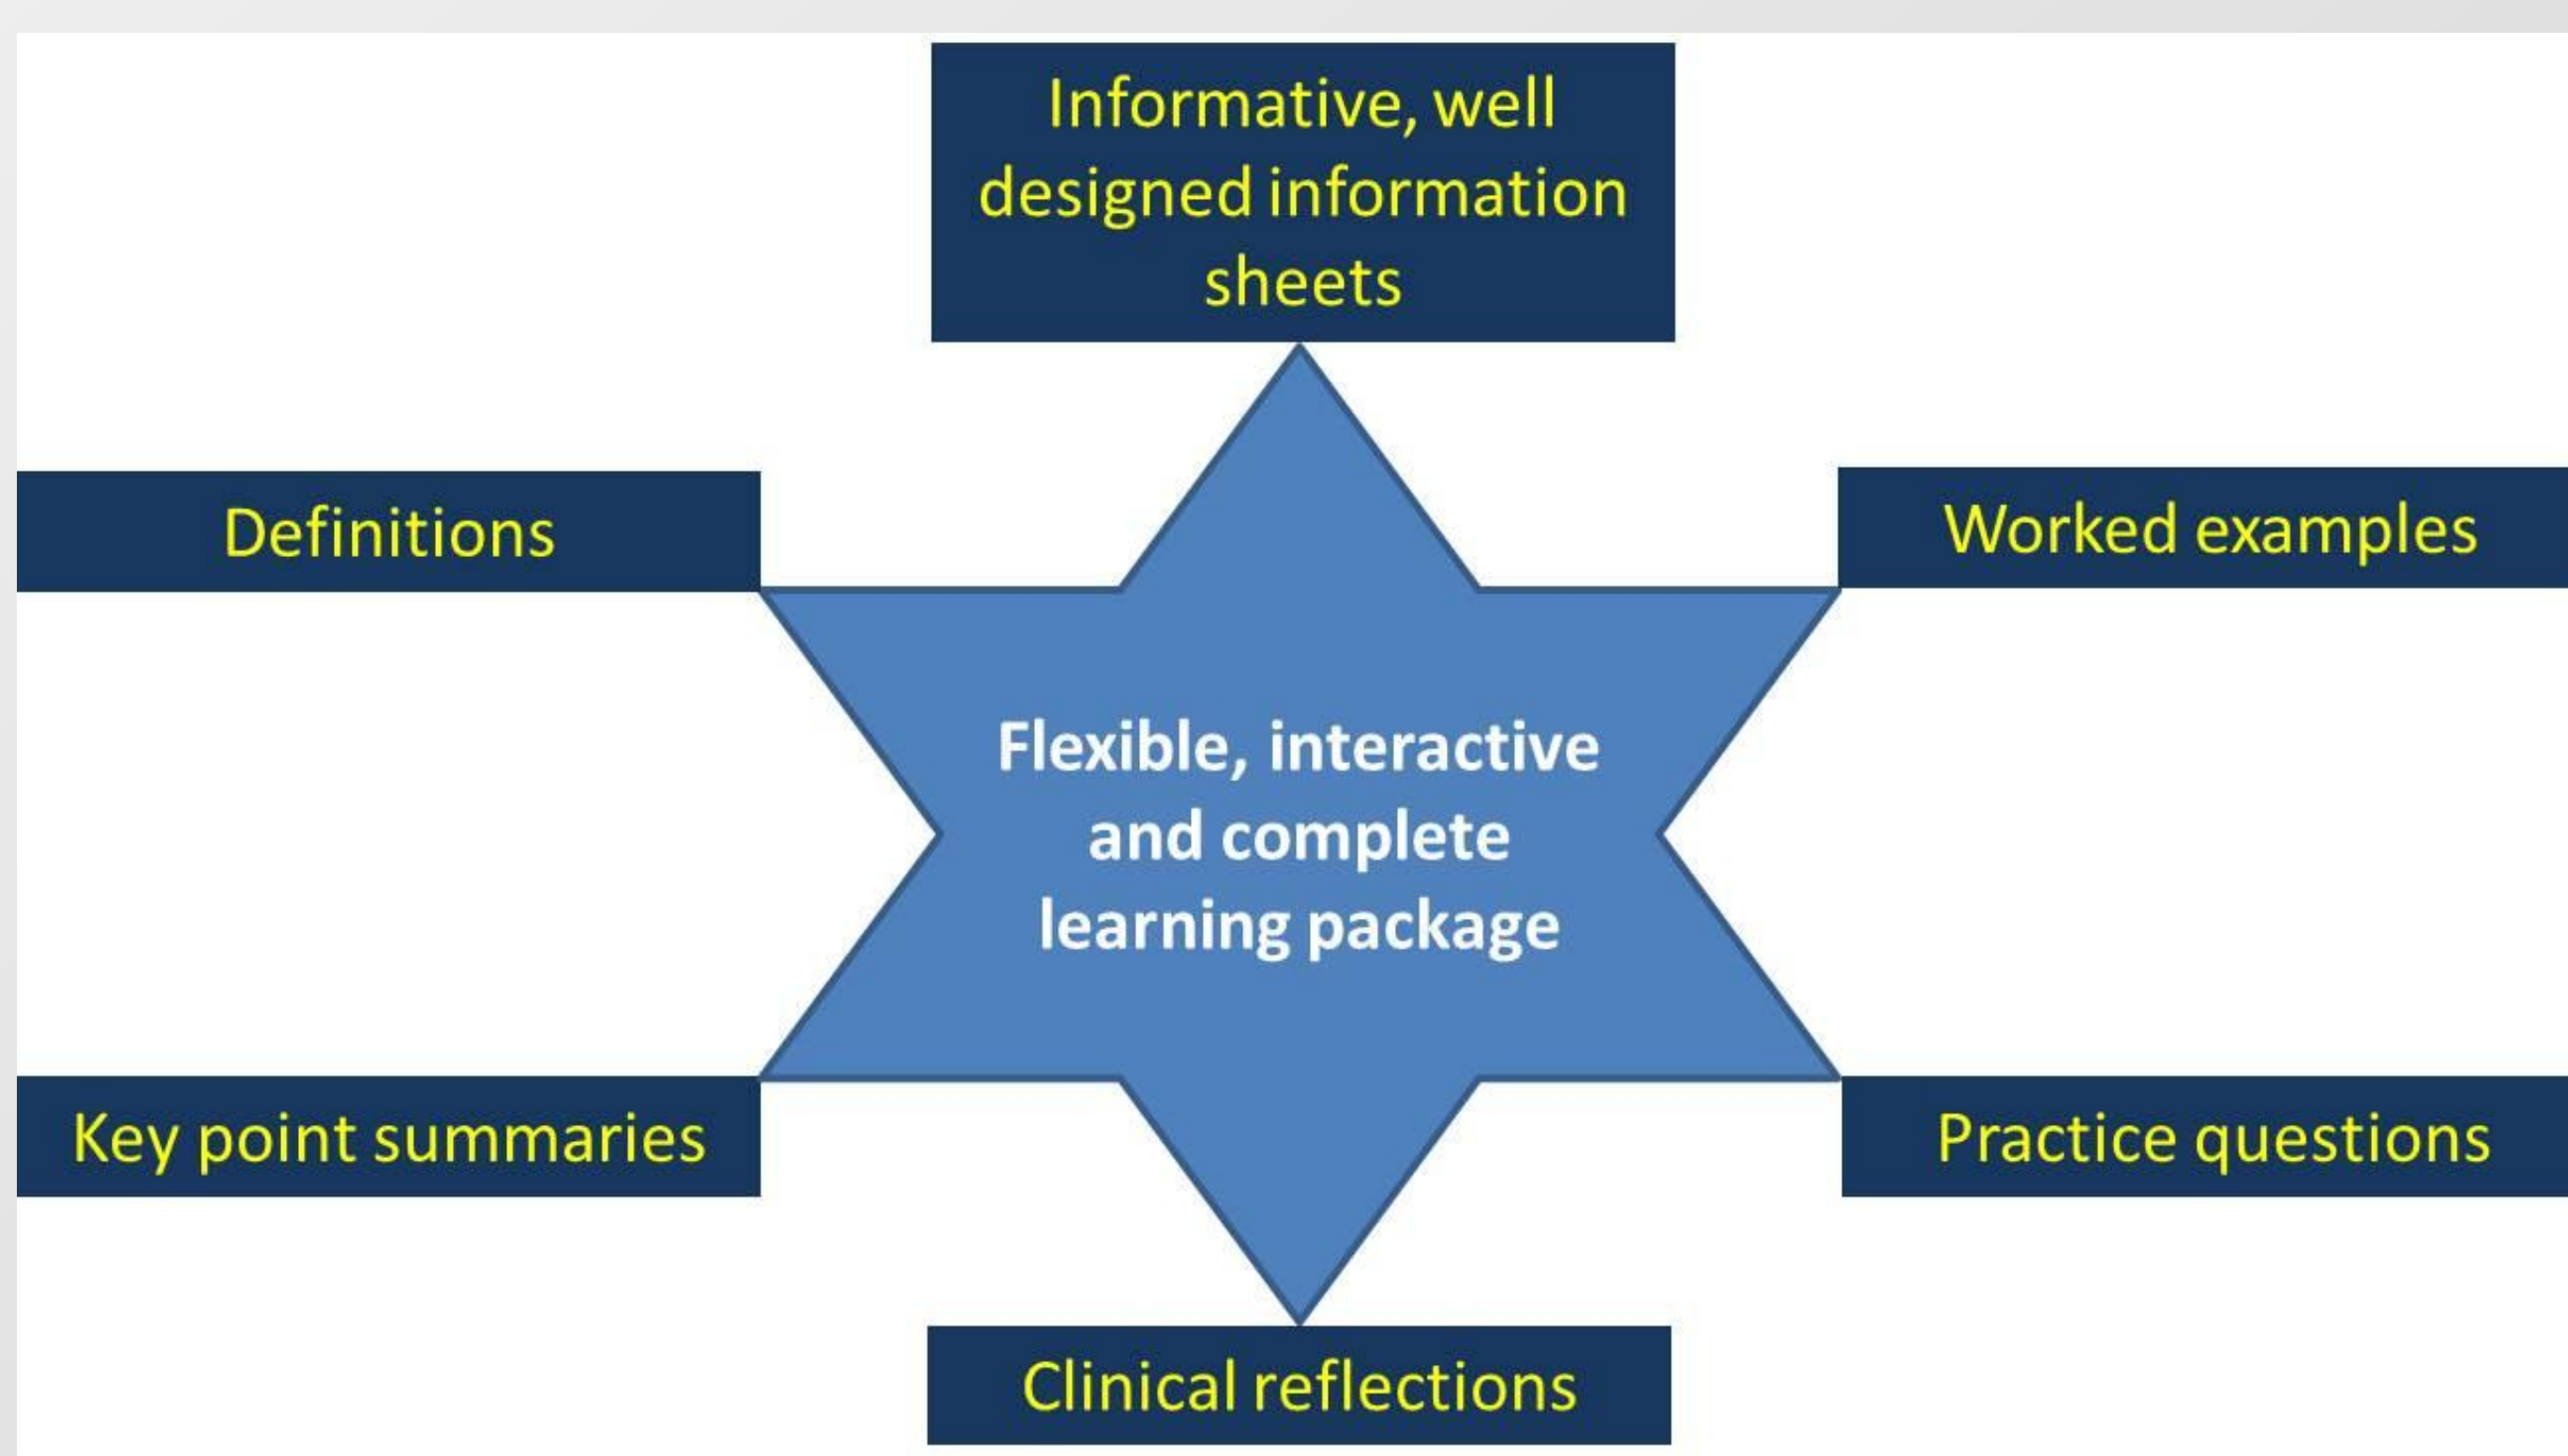 Informative, well
designed information
sheets
Definitions
Worked examples
Flexible, interactive
and complete
learning package
Key point summaries
Practice questions
Clinical reflections